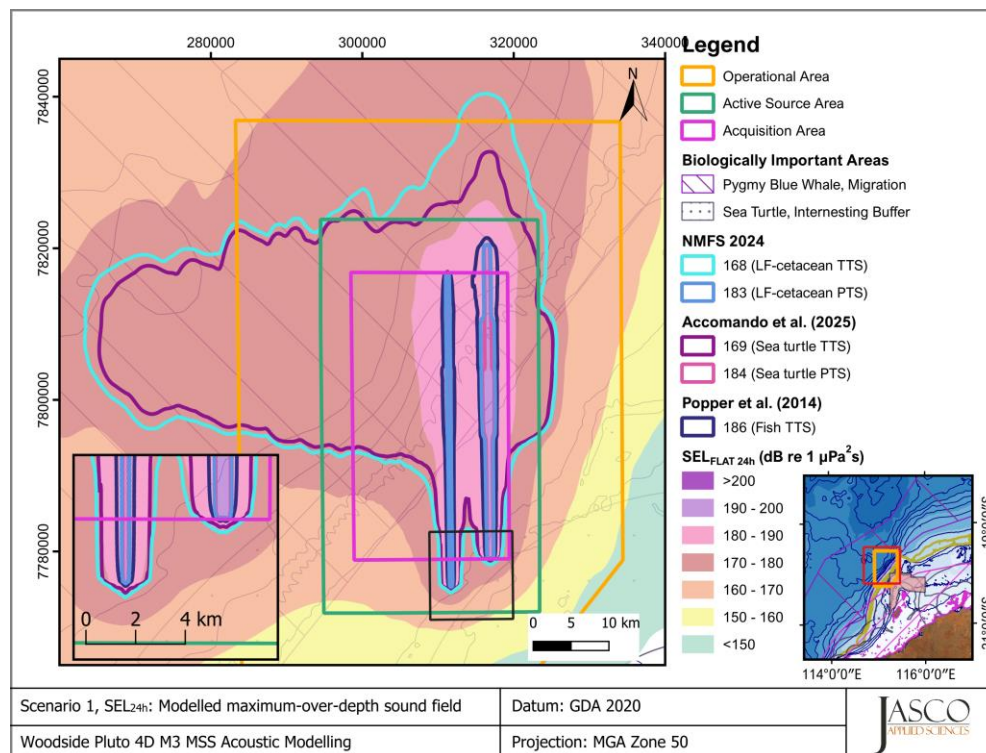 280000
300000
320000
340000
7840000
7820000
7800000
7780000
N
0 2 4 km
0 5 10 km
Legend
Operational Area
Active Source Area
Acquisition Area
Biologically Important Areas
Pygmy Blue Whale, Migration
Sea Turtle, Internesting Buffer
NMFS 2024
168 (LF-cetacean TTS)
183 (LF-cetacean PTS)
Accomando et al. (2025)
169 (Sea turtle TTS)
184 (Sea turtle PTS)
Popper et al. (2014)
186 (Fish TTS)
SELFLAT 24h (dB re 1 µPa²s)
>200
190 - 200
180 - 190
170 - 180
160 - 170
150 - 160
<150
114°0'0"E
116°0'0"E
21°0'0"S
Scenario 1, SEL24h: Modelled maximum-over-depth sound field
Datum: GDA 2020
Woodside Pluto 4D M3 MSS Acoustic Modelling
Projection: MGA Zone 50
JASCO
APPLIED SCIENCES